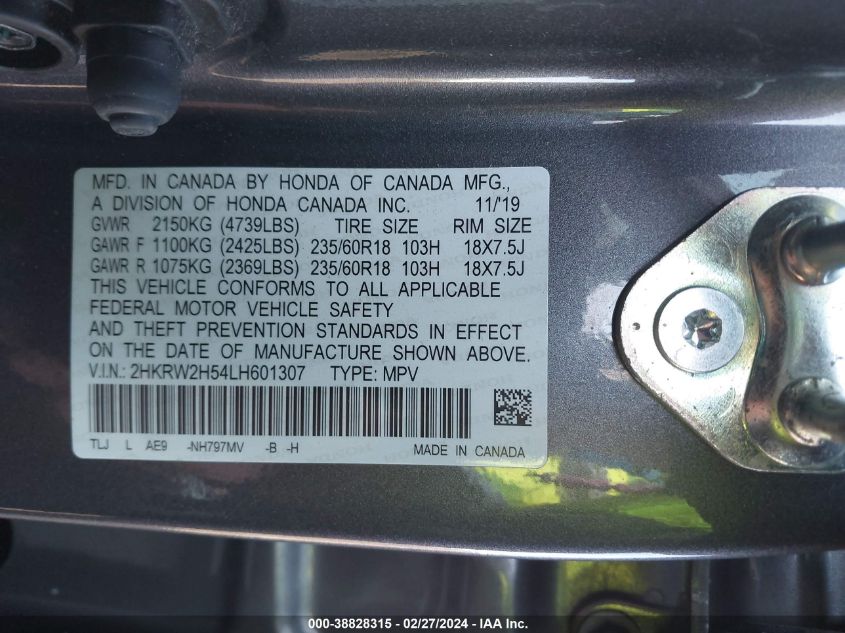 MFD. IN CANADA BY HONDA OF CANADA MFG.,
A DIVISION OF HONDA CANADA INC. 11/'19
GVWR 2150KG (4739LBS) TIRE SIZE RIM SIZE
GAWR F 1100KG (2425LBS) 235/60R18 103H 18X7.5J
GAWR R 1075KG (2369LBS) 235/60R18 103H 18X7.5J
THIS VEHICLE CONFORMS TO ALL APPLICABLE
FEDERAL MOTOR VEHICLE SAFETY
AND THEFT PREVENTION STANDARDS IN EFFECT
ON THE DATE OF MANUFACTURE SHOWN ABOVE.
V.I.N.: 2HKRW2H54LH601307 TYPE: MPV
TLJ L AE9 -NH797MV -B -H MADE IN CANADA
000-38828315 - 02/27/2024 - IAA Inc.